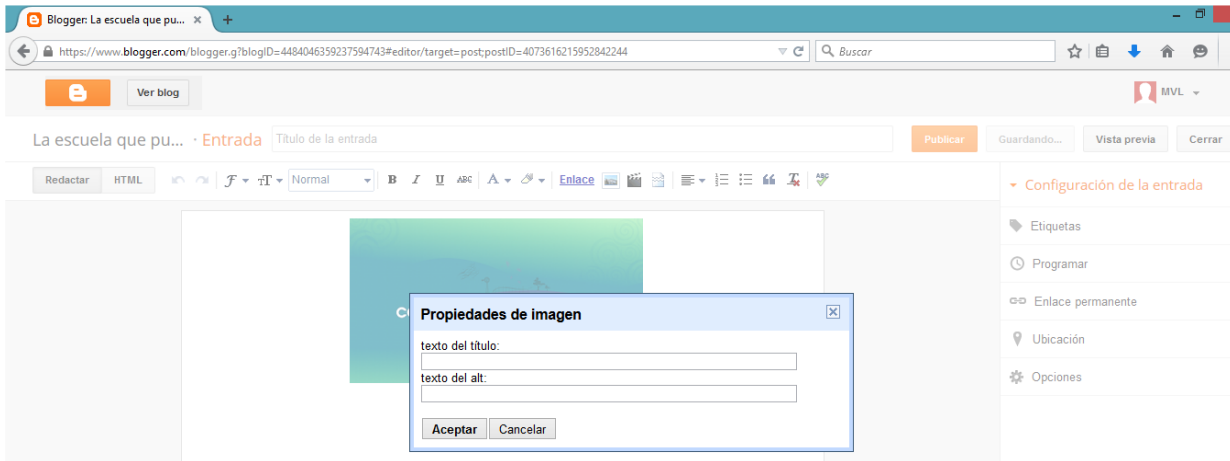 Blogger: La escuela que pu... × +
https://www.blogger.com/blogger.g?blogID=4484046359237594743#editor/target=post;postID=4073616215952842244 Buscar
Ver blog MVL
La escuela que pu... · Entrada Título de la entrada Publicar Guardando... Vista previa Cerrar
Redactar HTML Normal B I U ABC A Enlace ABC
Configuración de la entrada
Etiquetas
Programar
Enlace permanente
Ubicación
Opciones
Propiedades de imagen
texto del título:
texto del alt:
Aceptar Cancelar